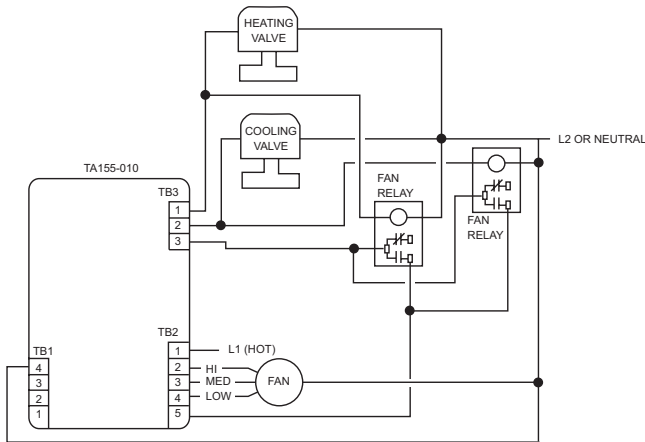 HEATING
VALVE
COOLING
VALVE
L2 OR NEUTRAL
TA155-010
FAN
RELAY
TB3
1
2
3
FAN
RELAY
TB2
1
2
3
4
5
L1 (HOT)
HI
MED
LOW
FAN
TB1
4
3
2
1